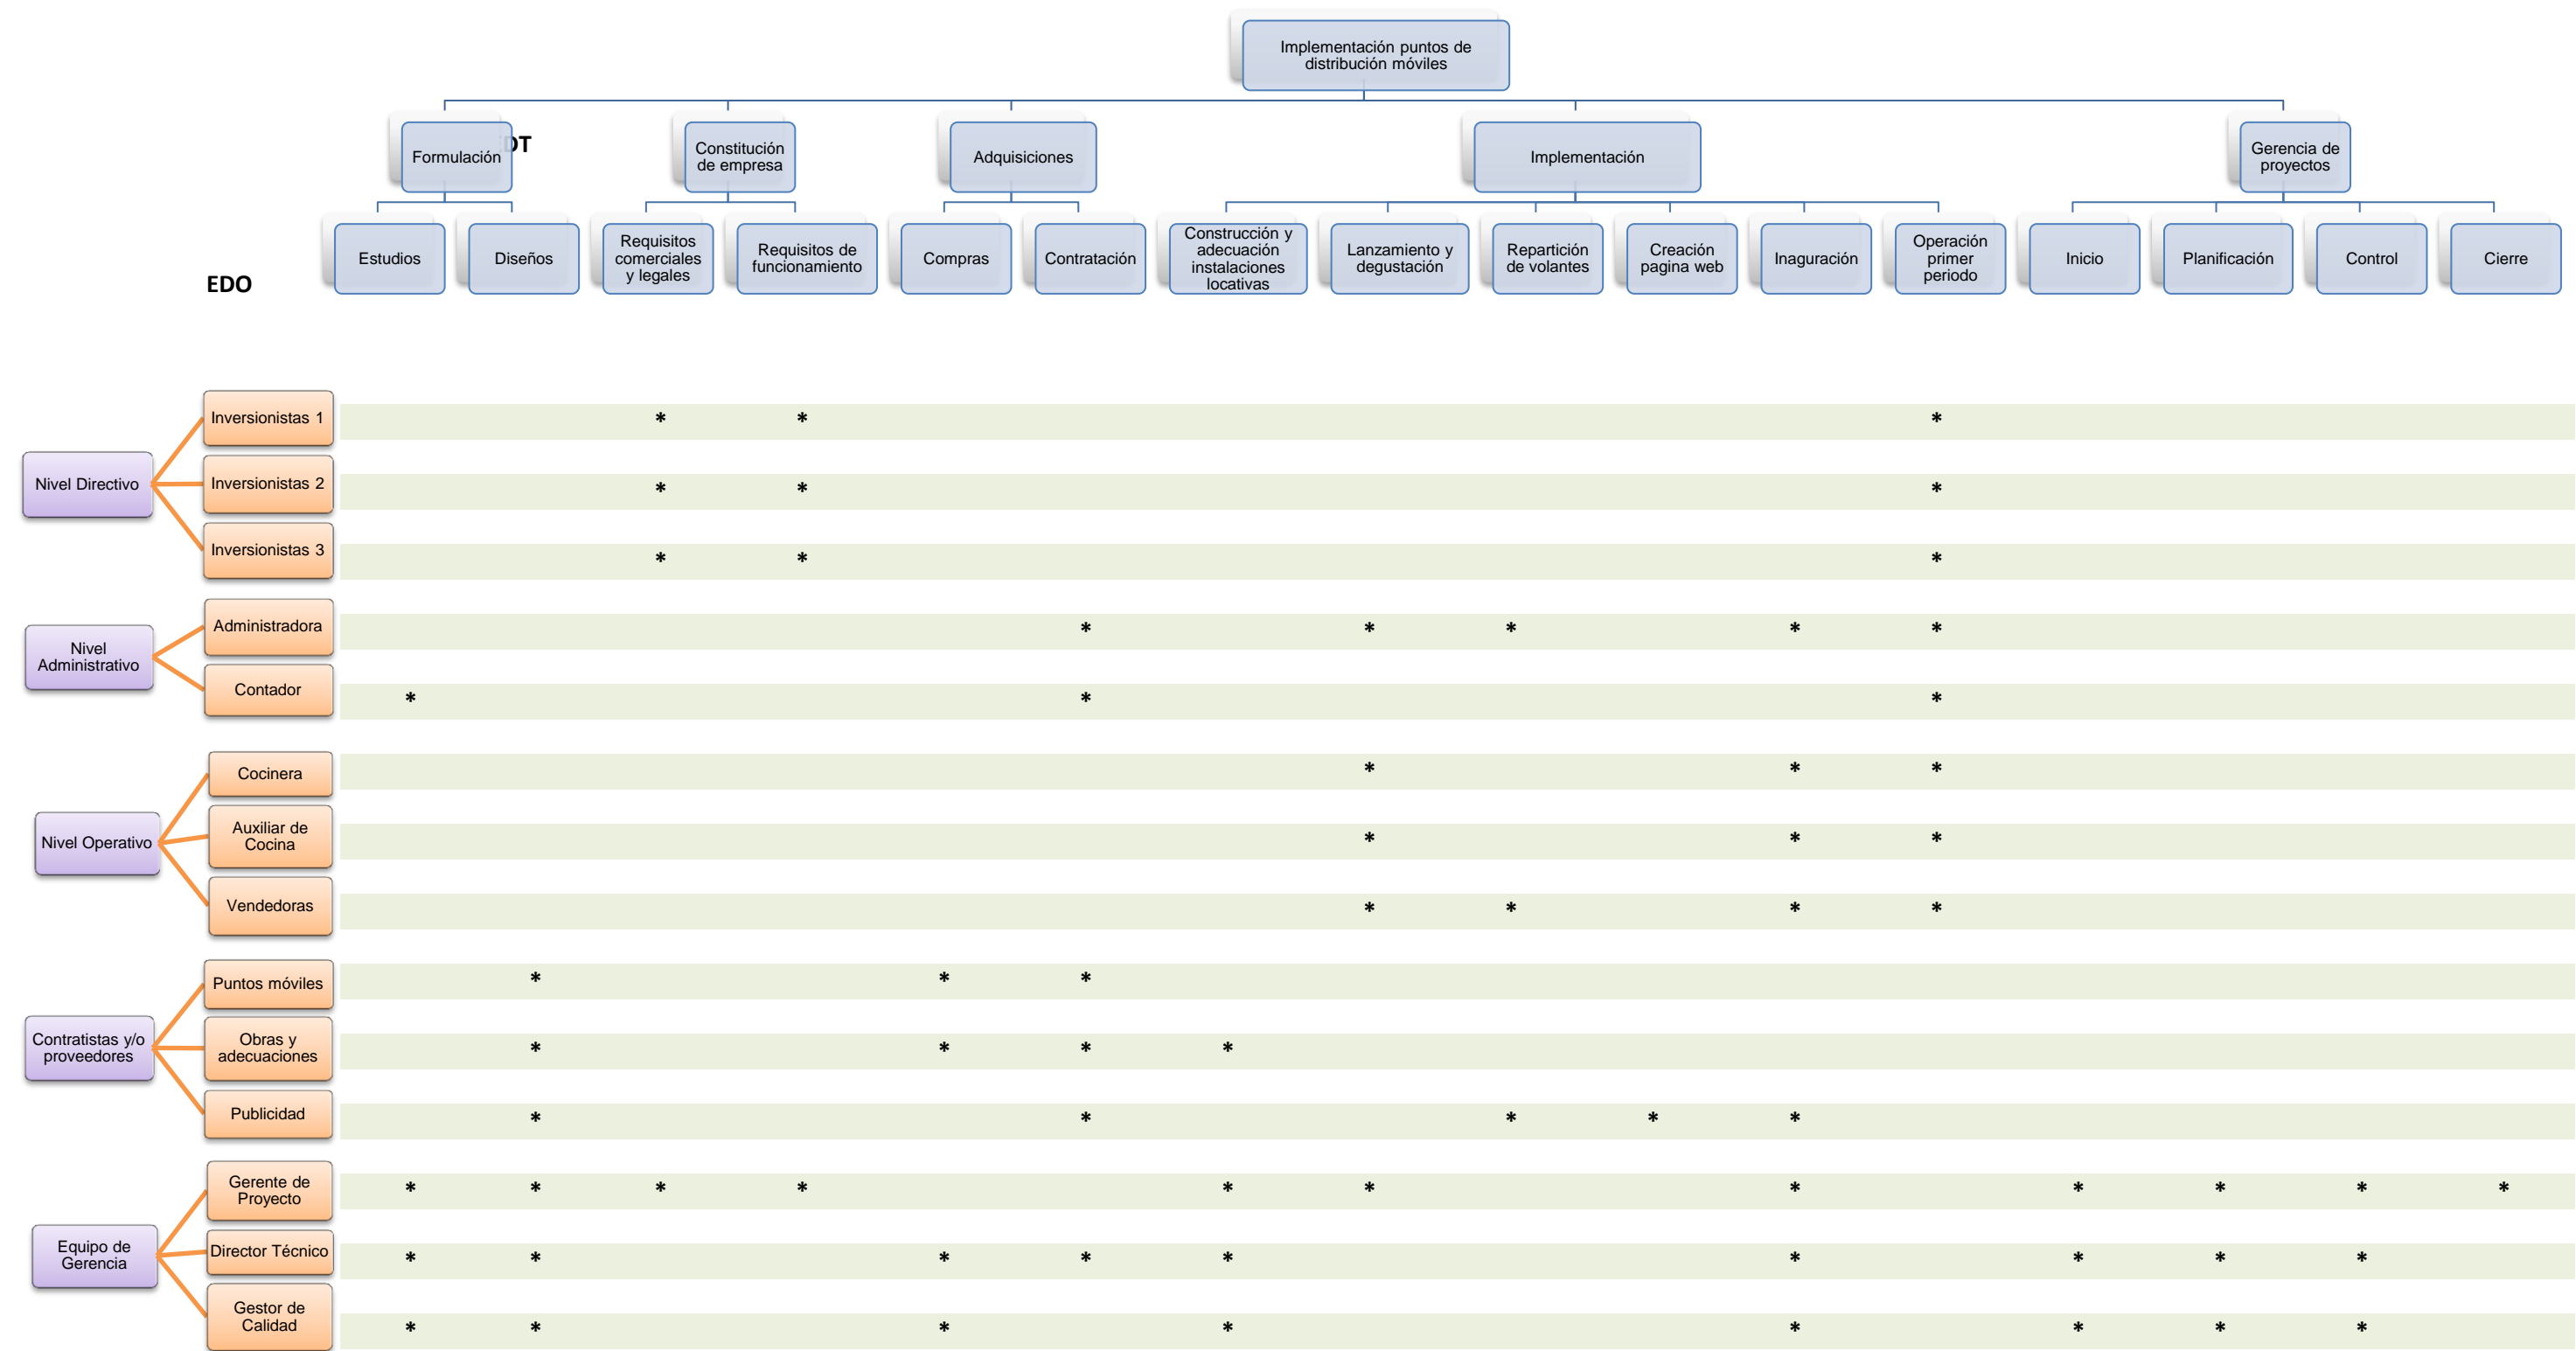 Implementación puntos de
distribución móviles
Formulación
DT
Constitución
de empresa
Adquisiciones
Implementación
Gerencia de
proyectos
Estudios
Diseños
Requisitos
comerciales
y legales
Requisitos de
funcionamiento
Compras
Contratación
Construcción y
adecuación
instalaciones
locativas
Lanzamiento y
degustación
Repartición
de volantes
Creación
pagina web
Inaguración
Operación
primer
periodo
Inicio
Planificación
Control
Cierre
EDO
Nivel Directivo
Inversionistas 1
* * *
Inversionistas 2
* * *
Inversionistas 3
* * *
Nivel
Administrativo
Administradora
* * * * *
Contador
* * *
Nivel Operativo
Cocinera
* * *
Auxiliar de
Cocina
* * *
Vendedoras
* * * *
Contratistas y/o
proveedores
Puntos móviles
* * *
Obras y
adecuaciones
* * * *
Publicidad
* * * * *
Equipo de
Gerencia
Gerente de
Proyecto
* * * * * * * * * * *
Director Técnico
* * * * * * * * *
Gestor de
Calidad
* * * * * * * *